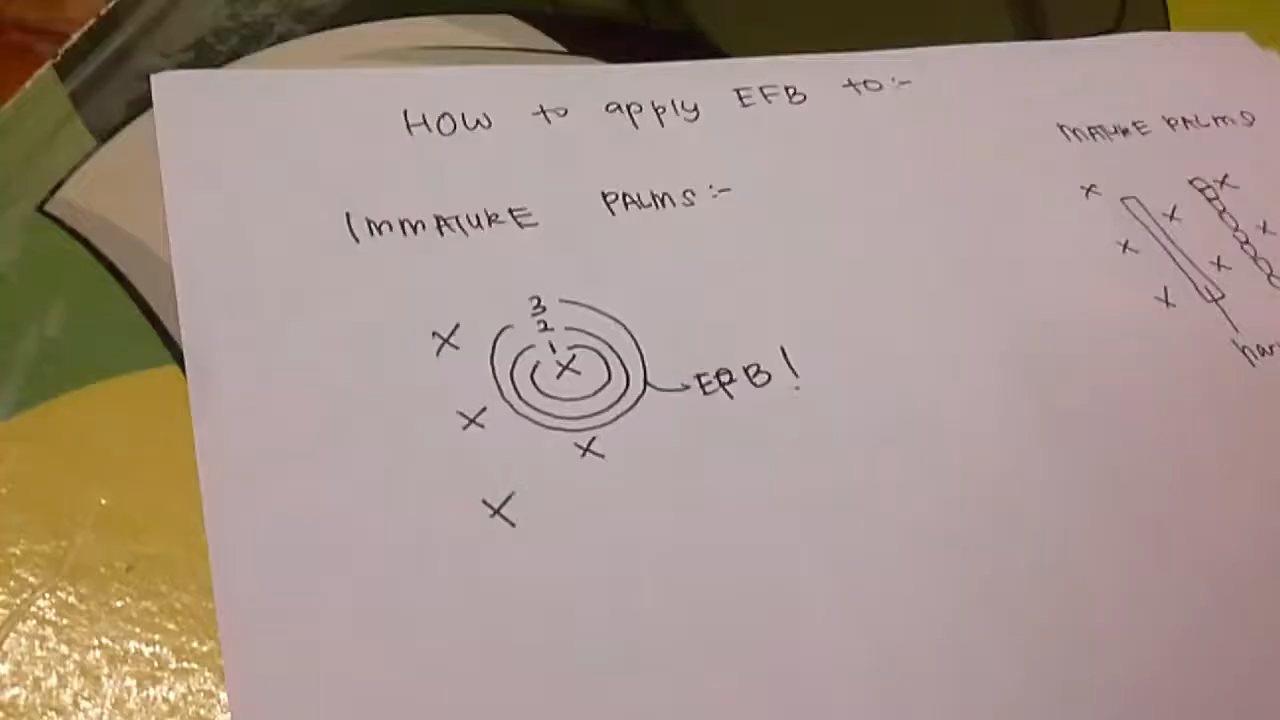 HOW to apply EFB to:-
IMMATURE PALMS:-
MATURE PALMS
3
2
1
EFB!